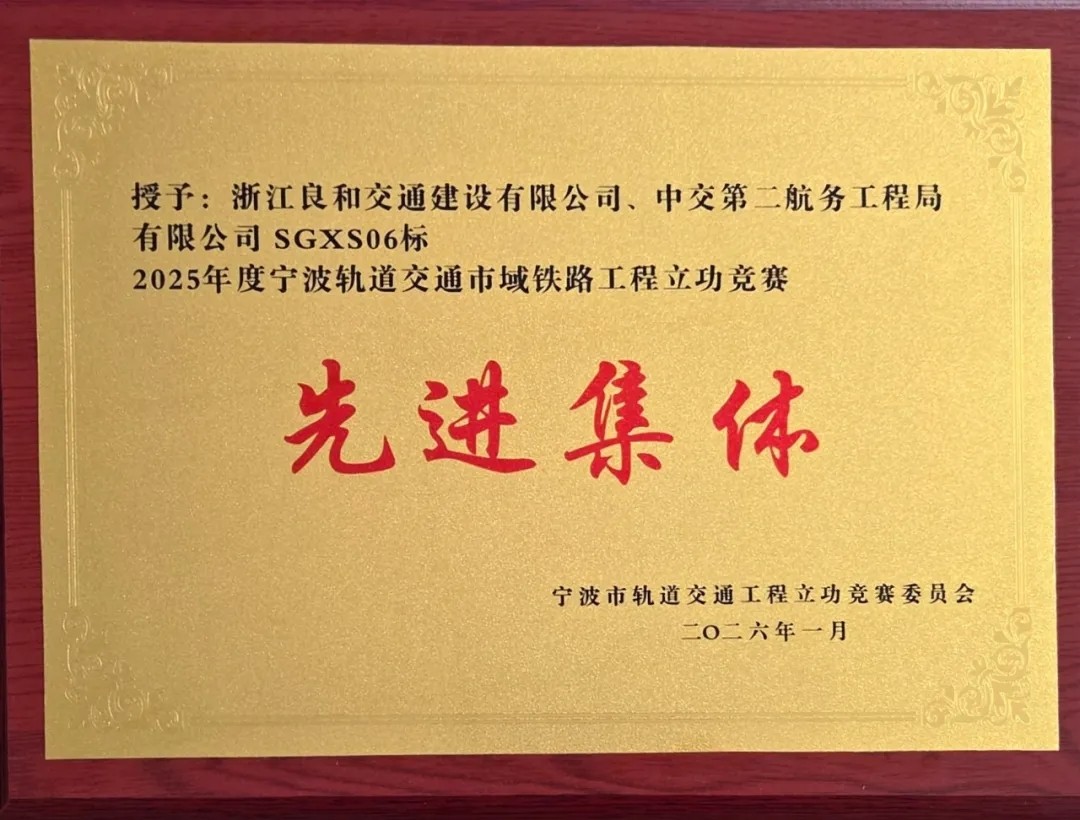 授予：浙江良和交通建设有限公司、中交第二航务工程局
有限公司 SGXS06标
2025年度宁波轨道交通市域铁路工程立功竞赛
先进集体
宁波市轨道交通工程立功竞赛委员会
二〇二六年一月